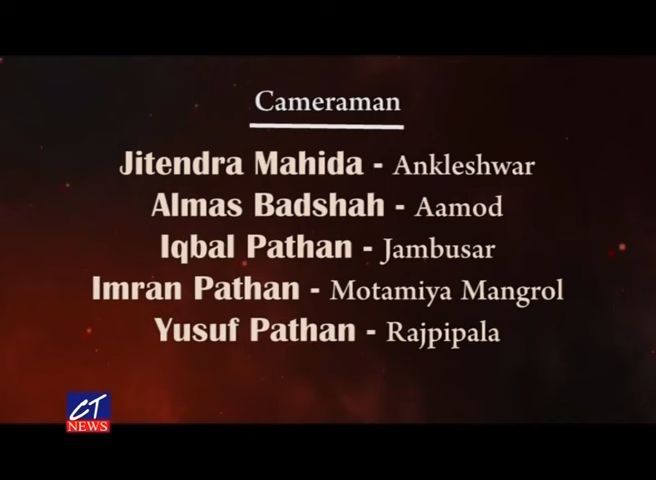 Cameraman
Jitendra Mahida - Ankleshwar
Almas Badshah - Aamod
Iqbal Pathan - Jambusar
Imran Pathan - Motamiya Mangrol
Yusuf Pathan - Rajpipala
CT
NEWS